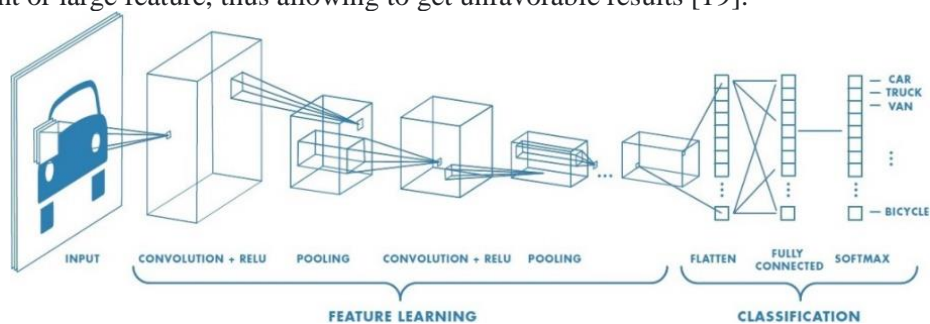 nt or large feature, thus allowing to get unfavorable results [19].
CAR
TRUCK
VAN
BICYCLE
INPUT CONVOLUTION + RELU POOLING CONVOLUTION + RELU POOLING FLATTEN FULLY CONNECTED SOFTMAX
FEATURE LEARNING CLASSIFICATION